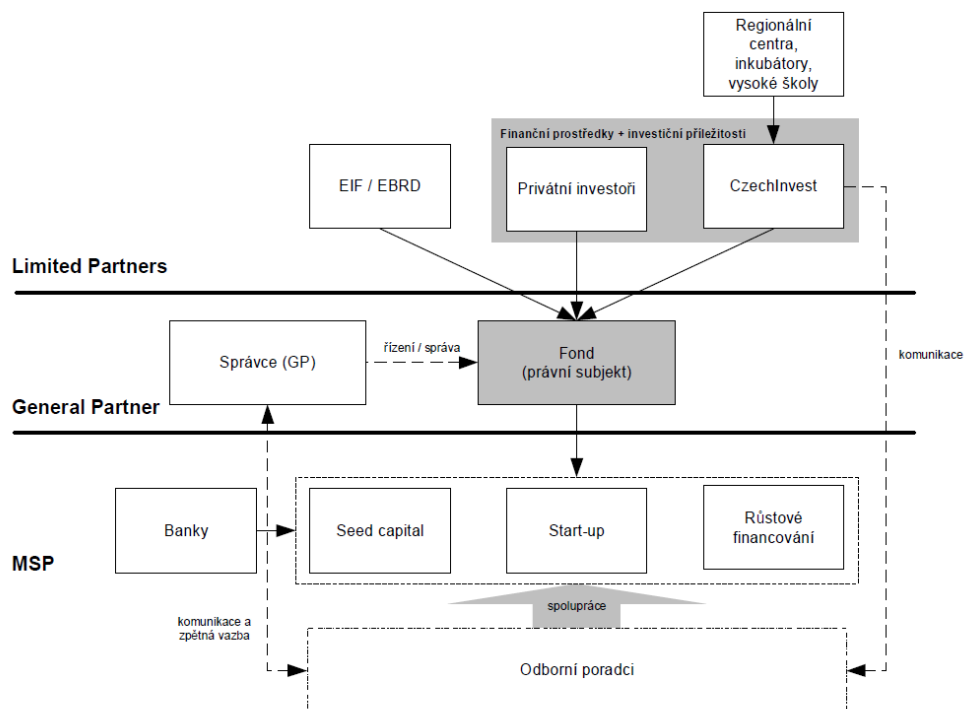 Regionální
centra,
inkubátory,
vysoké školy
Finanční prostředky + investiční příležitosti
EIF / EBRD
Privátní investoři
CzechInvest
Limited Partners
Správce (GP)
řízení / správa
Fond
(právní subjekt)
komunikace
General Partner
Banky
Seed capital
Start-up
Růstové
financování
MSP
spolupráce
komunikace a
zpětná vazba
Odborní poradci